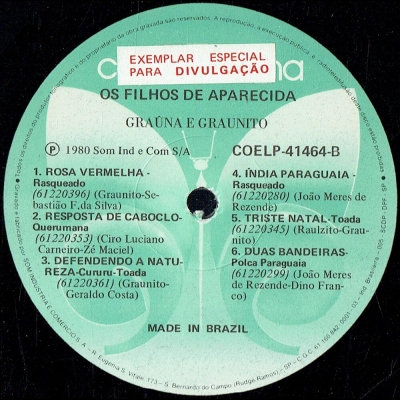 EXEMPLAR ESPECIAL
PARA DIVULGAÇÃO
OS FILHOS DE APARECIDA
GRAÚNA E GRAUNITO
Ⓟ 1980 Som Ind e Com S/A
COELP-41464-B
1. ROSA VERMELHA -
Rasqueado
(61220396) (Graunito-Se-
bastião F,da Silva)
2. RESPOSTA DE CABOCLO-
Querumana
(61220353) (Ciro Luciano
Carneiro-Zé Maciel)
3. DEFENDENDO A NATU-
REZA-Cururu-Toada
(61220361) (Graunito-
Geraldo Costa)
4. ÍNDIA PARAGUAIA -
Rasqueado
(61220280) (João Meres de
Rezende)
5. TRISTE NATAL-Toada
(61220345) (Raulzito-Grau-
nito)
6. DUAS BANDEIRAS-
Polca Paraguaia
(61220299) (João Meres
de Rezende-Dino Fran-
co)
MADE IN BRAZIL